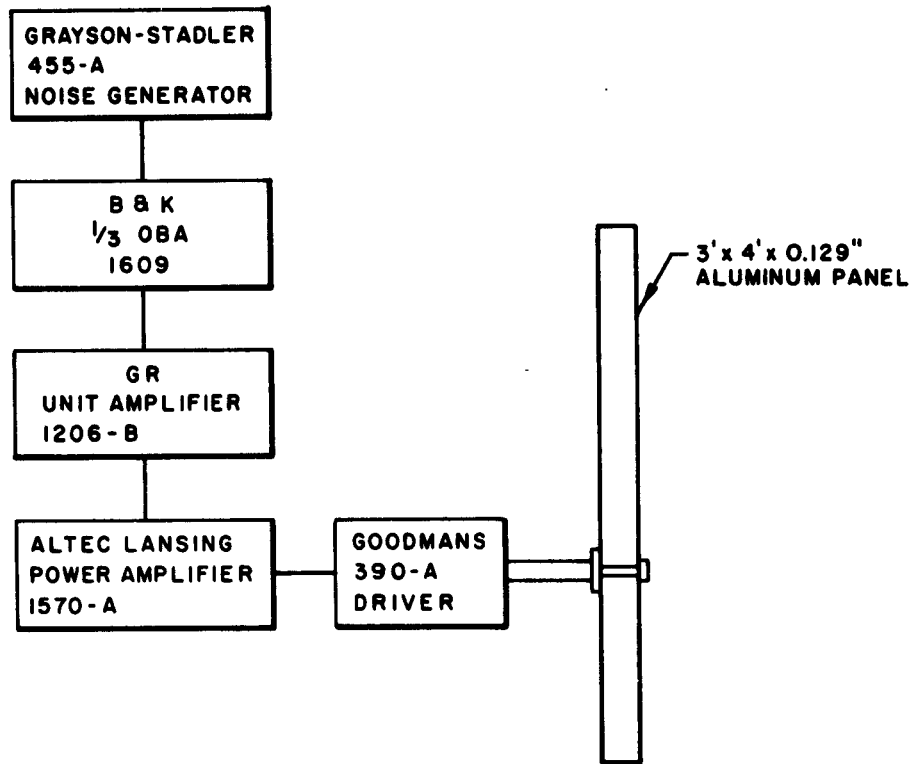 GRAYSON-STADLER
455-A
NOISE GENERATOR
B & K
1/3 OBA
1609
GR
UNIT AMPLIFIER
1206-B
ALTEC LANSING
POWER AMPLIFIER
1570-A
GOODMANS
390-A
DRIVER
3' x 4' x 0.129"
ALUMINUM PANEL